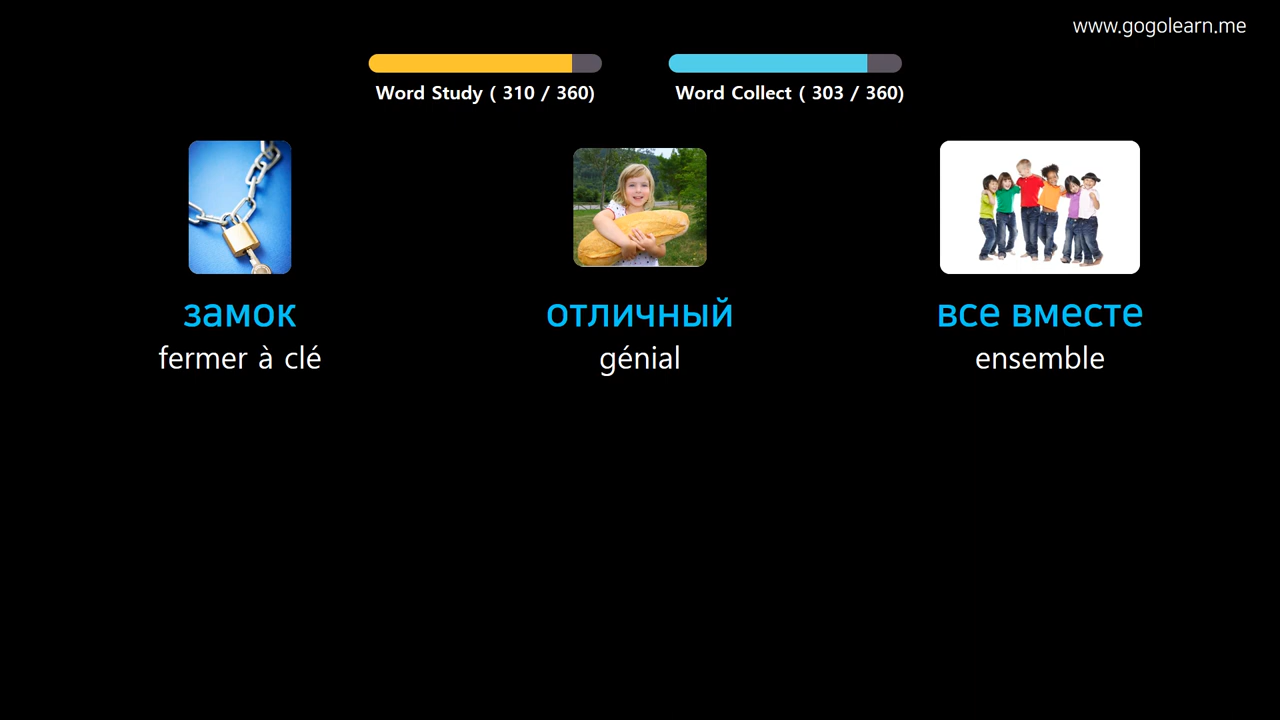 www.gogolearn.me
Word Study ( 310 / 360)
Word Collect ( 303 / 360)
замок
отличный
все вместе
fermer à clé
génial
ensemble